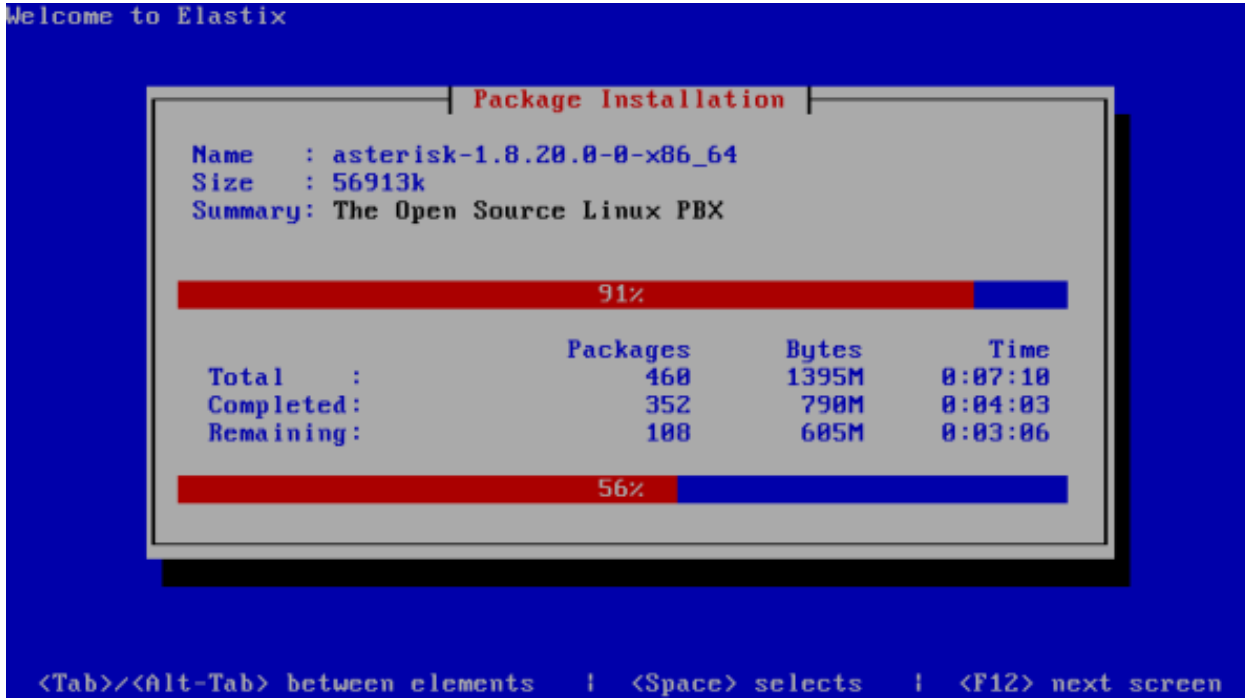 Welcome to Elastix
Package Installation
Name : asterisk-1.8.20.0-0-x86_64
Size : 56913k
Summary: The Open Source Linux PBX
91%
Packages Bytes Time
Total : 460 1395M 0:07:10
Completed: 352 790M 0:04:03
Remaining: 108 605M 0:03:06
56%
<Tab>/<Alt-Tab> between elements | <Space> selects | <F12> next screen